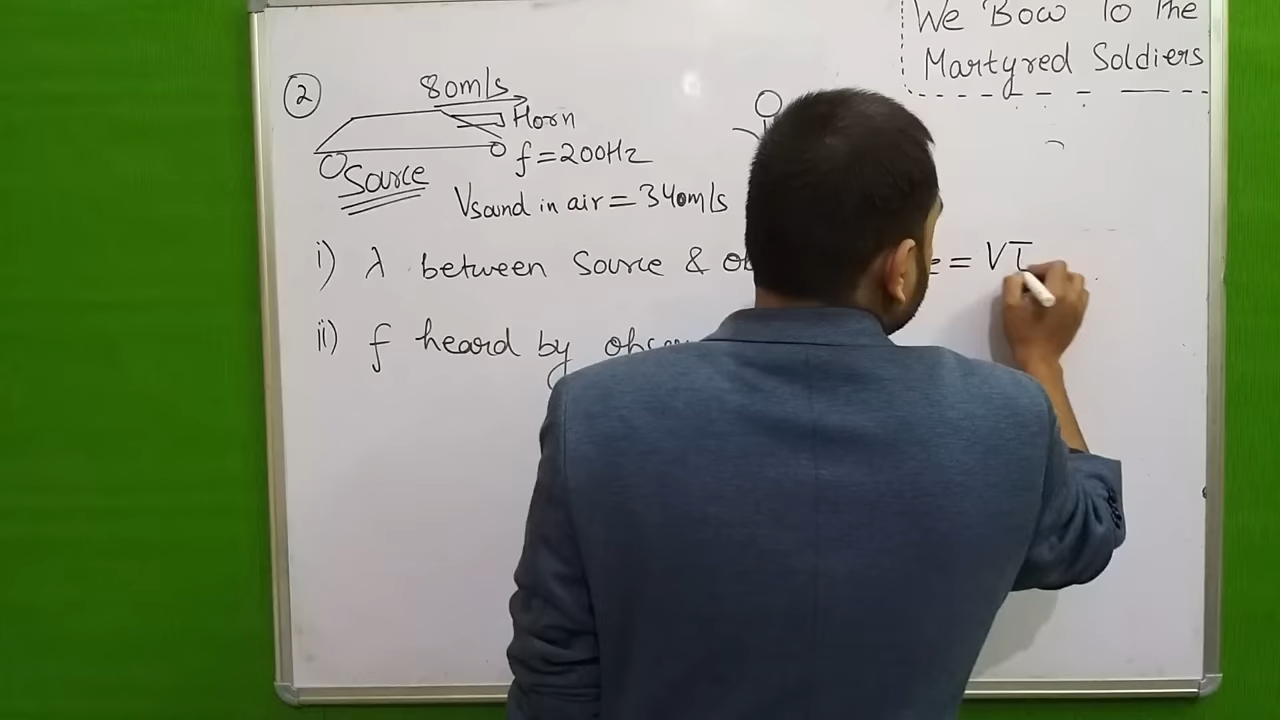 We Bow To the
Martyred Soldiers
2
80m/s
Horn
f=200Hz
Source
Vsound in air = 340m/s
i) λ between Source &
= VT
ii) f heard by